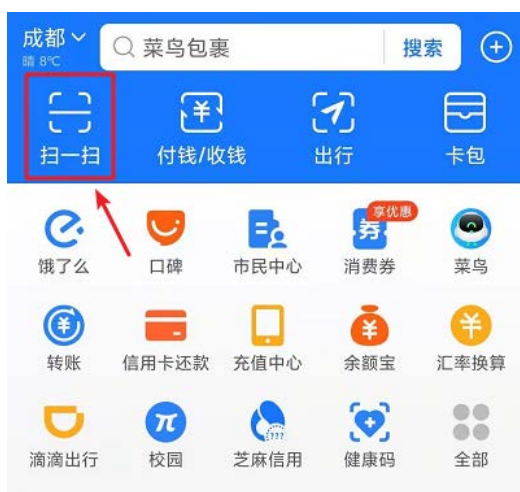 成都
菜鸟包裹
搜索
晴 8℃
扫一扫
付钱/收钱
出行
卡包
享优惠
券
饿了么
口碑
市民中心
消费券
菜鸟
转账
信用卡还款
充值中心
余额宝
汇率换算
滴滴出行
校园
芝麻信用
健康码
全部